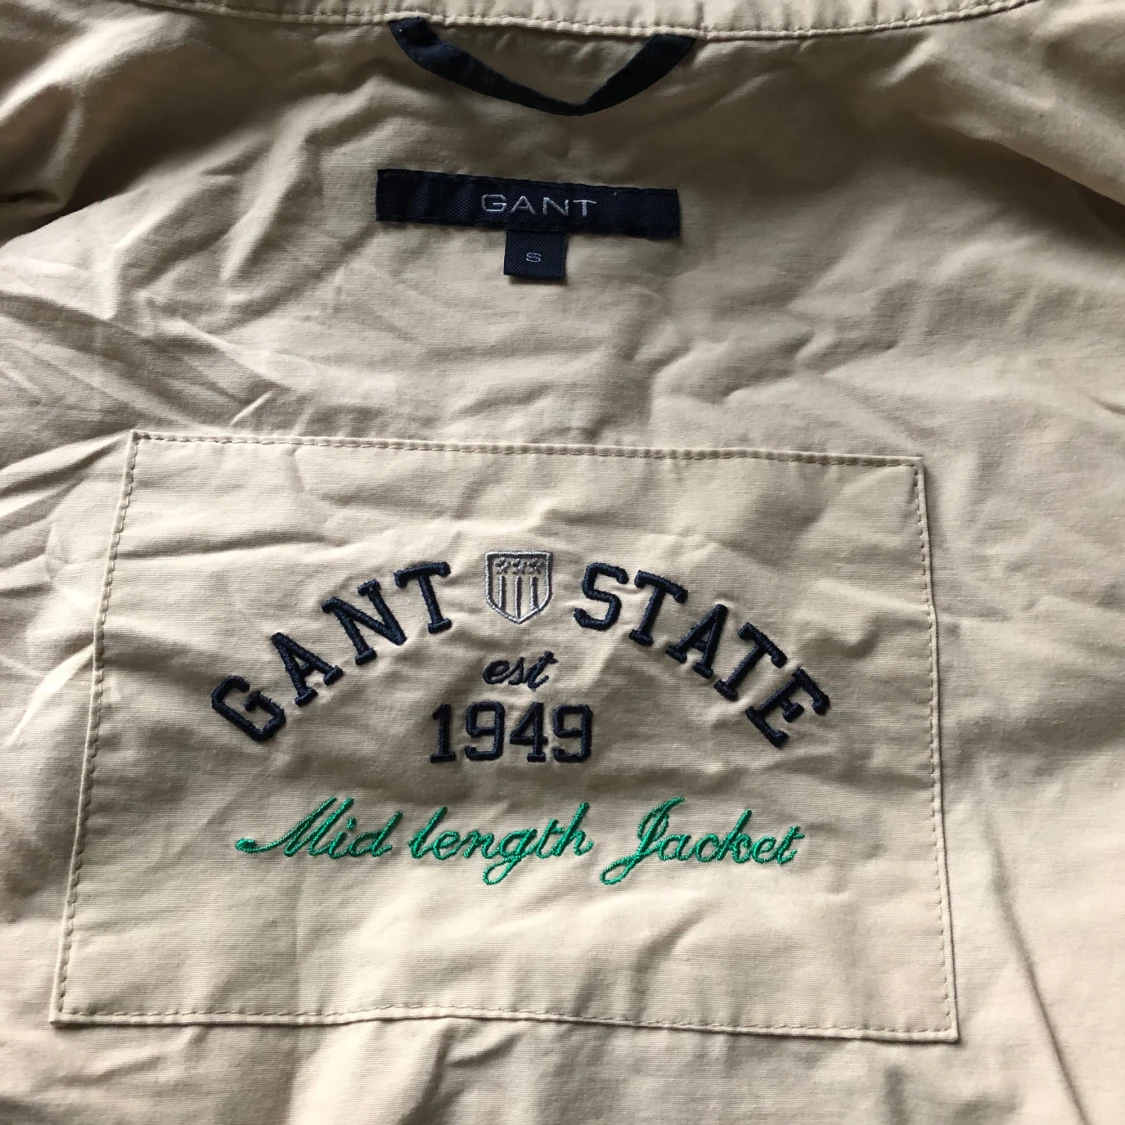 GANT
S
GANT STATE
est
1949
Mid length Jacket